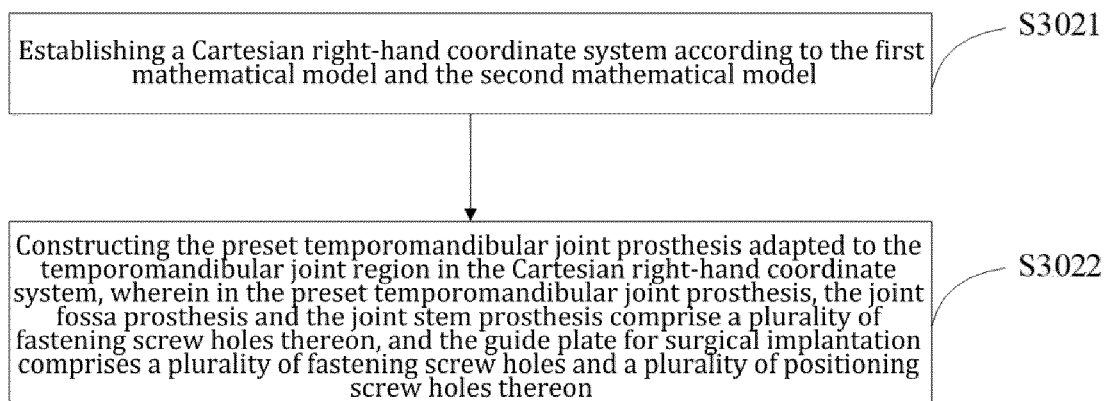 S3021
Establishing a Cartesian right-hand coordinate system according to the first
mathematical model and the second mathematical model
Constructing the preset temporomandibular joint prosthesis adapted to the
temporomandibular joint region in the Cartesian right-hand coordinate
system, wherein in the preset temporomandibular joint prosthesis, the joint
fossa prosthesis and the joint stem prosthesis comprise a plurality of
fastening screw holes thereon, and the guide plate for surgical implantation
comprises a plurality of fastening screw holes and a plurality of positioning
screw holes thereon
S3022